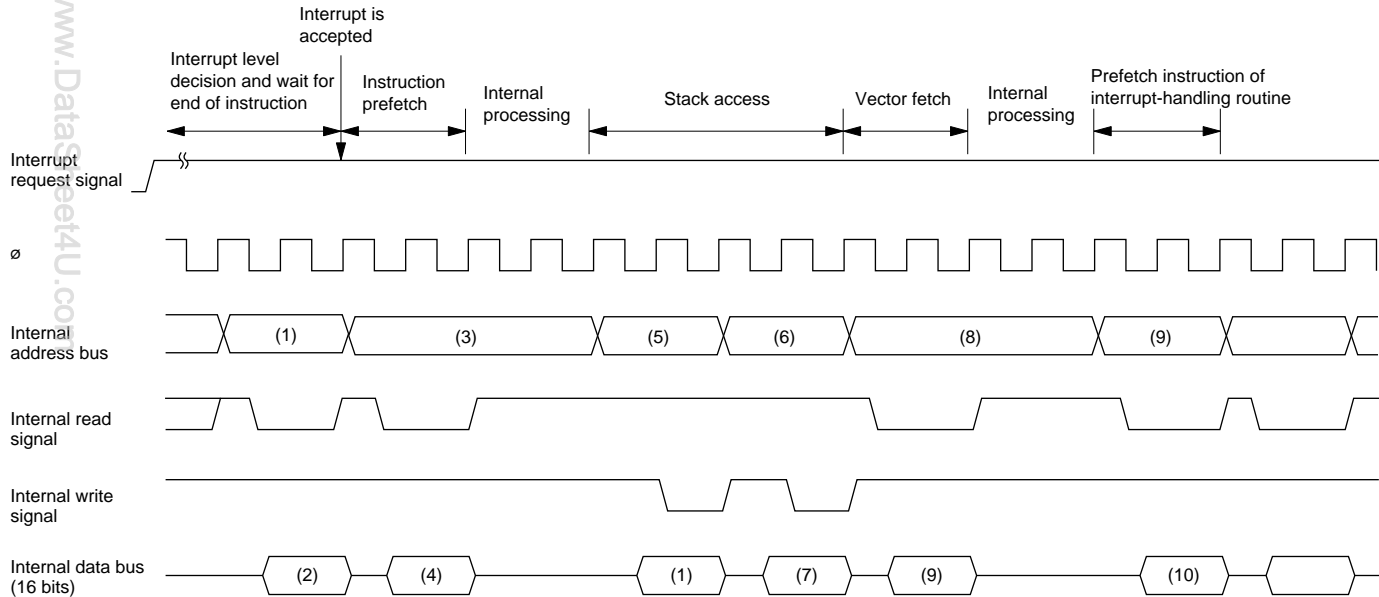 www.DataSheet4U.com
Interrupt is
accepted
Interrupt level
decision and wait for
end of instruction
Instruction
prefetch
Internal
processing
Stack access
Vector fetch
Internal
processing
Prefetch instruction of
interrupt-handling routine
Interrupt
request signal
ø
Internal
address bus
(1)
(3)
(5)
(6)
(8)
(9)
Internal read
signal
Internal write
signal
Internal data bus
(16 bits)
(2)
(4)
(1)
(7)
(9)
(10)